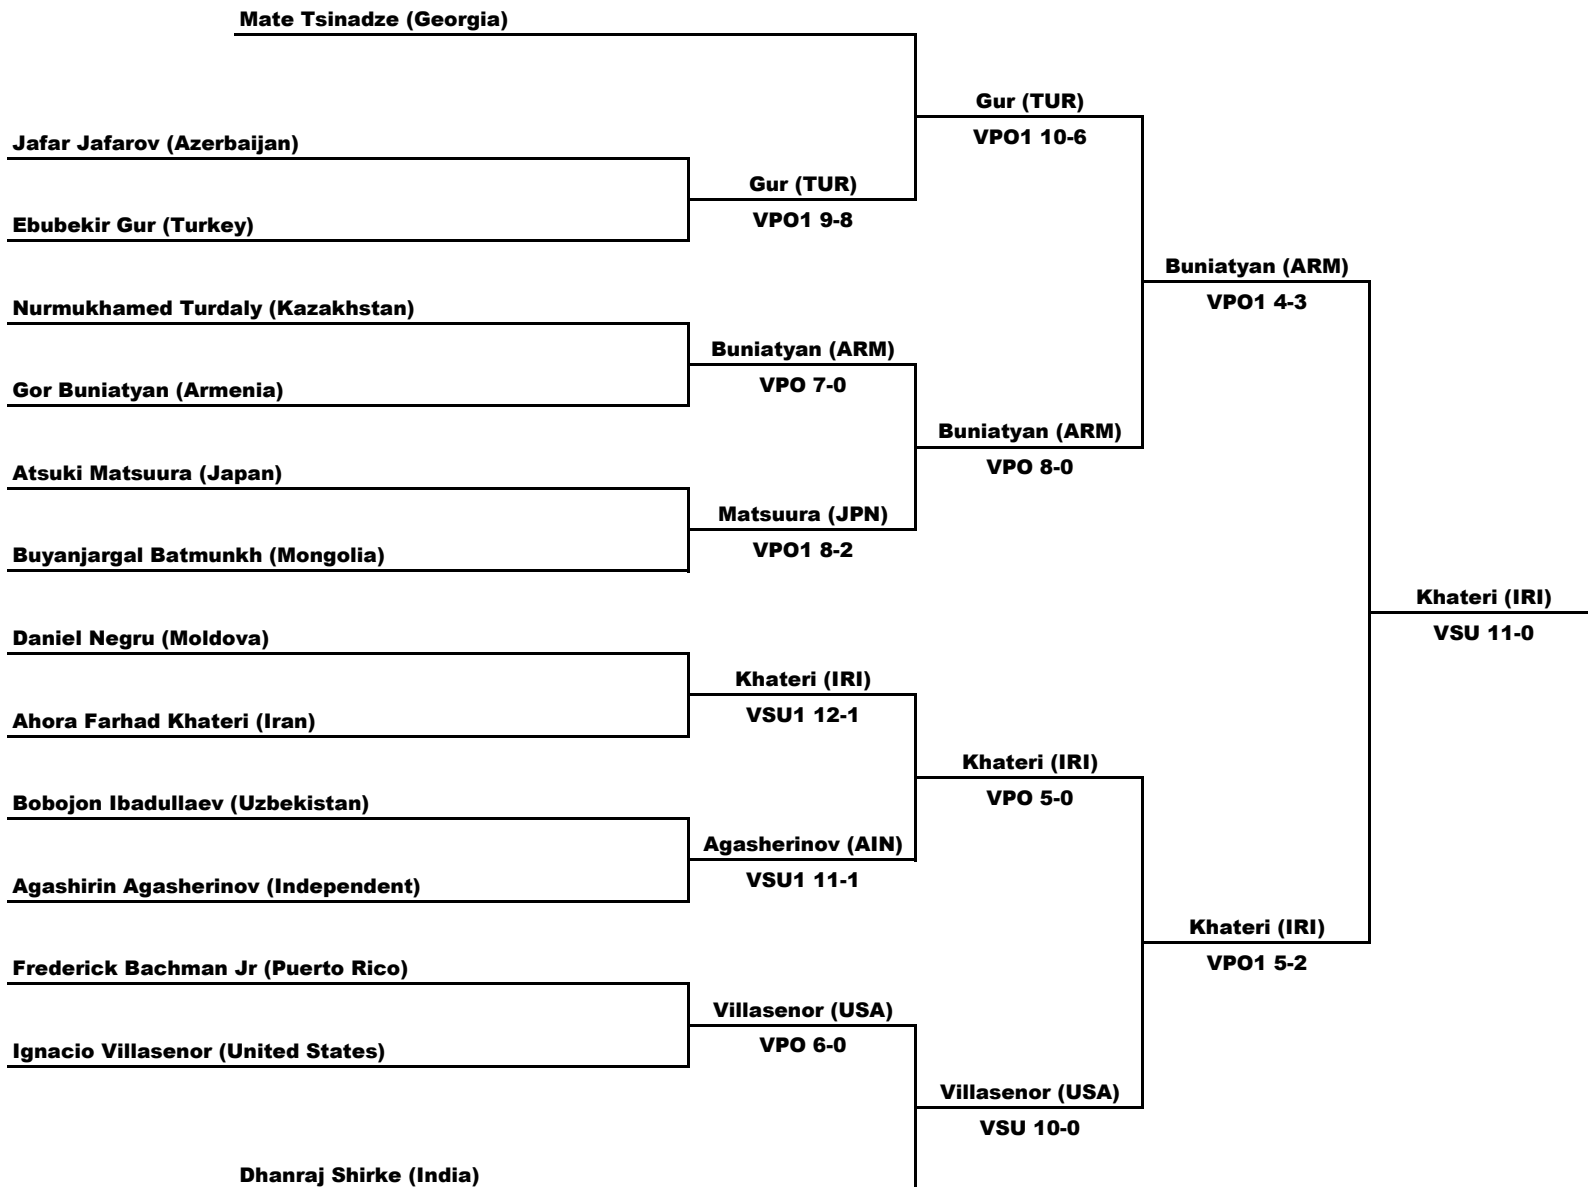 Mate Tsinadze (Georgia)
Gur (TUR)
VPO1 10-6
Jafar Jafarov (Azerbaijan)
Gur (TUR)
VPO1 9-8
Ebubekir Gur (Turkey)
Buniatyan (ARM)
VPO1 4-3
Nurmukhamed Turdaly (Kazakhstan)
Buniatyan (ARM)
VPO 7-0
Gor Buniatyan (Armenia)
Buniatyan (ARM)
VPO 8-0
Atsuki Matsuura (Japan)
Matsuura (JPN)
VPO1 8-2
Buyanjargal Batmunkh (Mongolia)
Khateri (IRI)
VSU 11-0
Daniel Negru (Moldova)
Khateri (IRI)
VSU1 12-1
Ahora Farhad Khateri (Iran)
Khateri (IRI)
VPO 5-0
Bobojon Ibadullaev (Uzbekistan)
Agasherinov (AIN)
VSU1 11-1
Agashirin Agasherinov (Independent)
Khateri (IRI)
VPO1 5-2
Frederick Bachman Jr (Puerto Rico)
Villasenor (USA)
VPO 6-0
Ignacio Villasenor (United States)
Villasenor (USA)
VSU 10-0
Dhanraj Shirke (India)